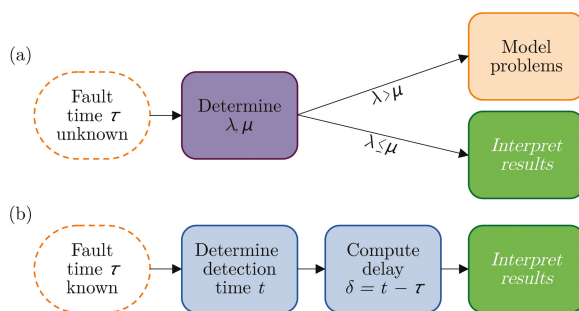 (a)
Fault
time τ
unknown
Determine
λ, μ
λ>μ
λ≤μ
Model
problems
Interpret
results
(b)
Fault
time τ
known
Determine
detection
time t
Compute
delay
δ = t − τ
Interpret
results